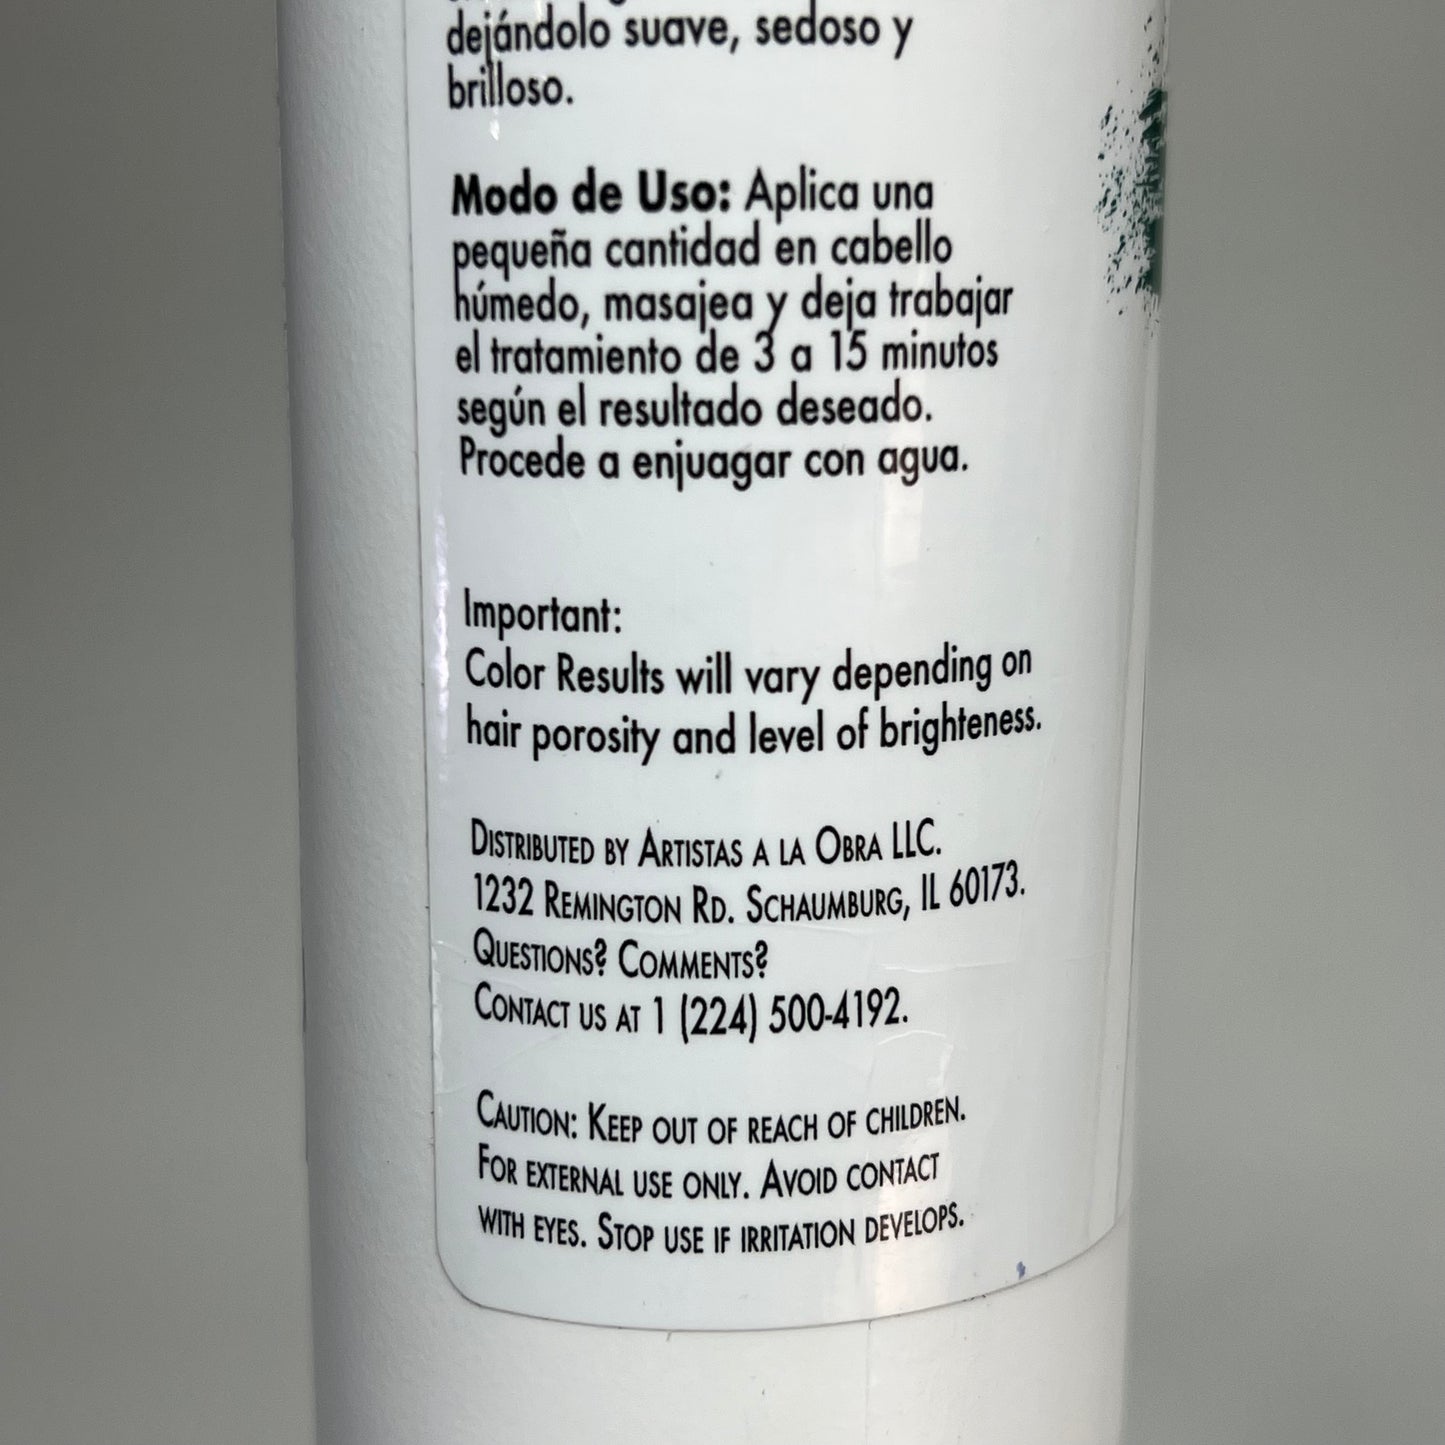 dejándolo suave, sedoso y
brilloso.
Modo de Uso: Aplica una
pequeña cantidad en cabello
húmedo, masajea y deja trabajar
el tratamiento de 3 a 15 minutos
según el resultado deseado.
Procede a enjuagar con agua.
Important:
Color Results will vary depending on
hair porosity and level of brighteness.
DISTRIBUTED BY ARTISTAS A LA OBRA LLC.
1232 REMINGTON RD. SCHAUMBURG, IL 60173.
QUESTIONS? COMMENTS?
CONTACT US AT 1 (224) 500-4192.
CAUTION: KEEP OUT OF REACH OF CHILDREN.
FOR EXTERNAL USE ONLY. AVOID CONTACT
WITH EYES. STOP USE IF IRRITATION DEVELOPS.